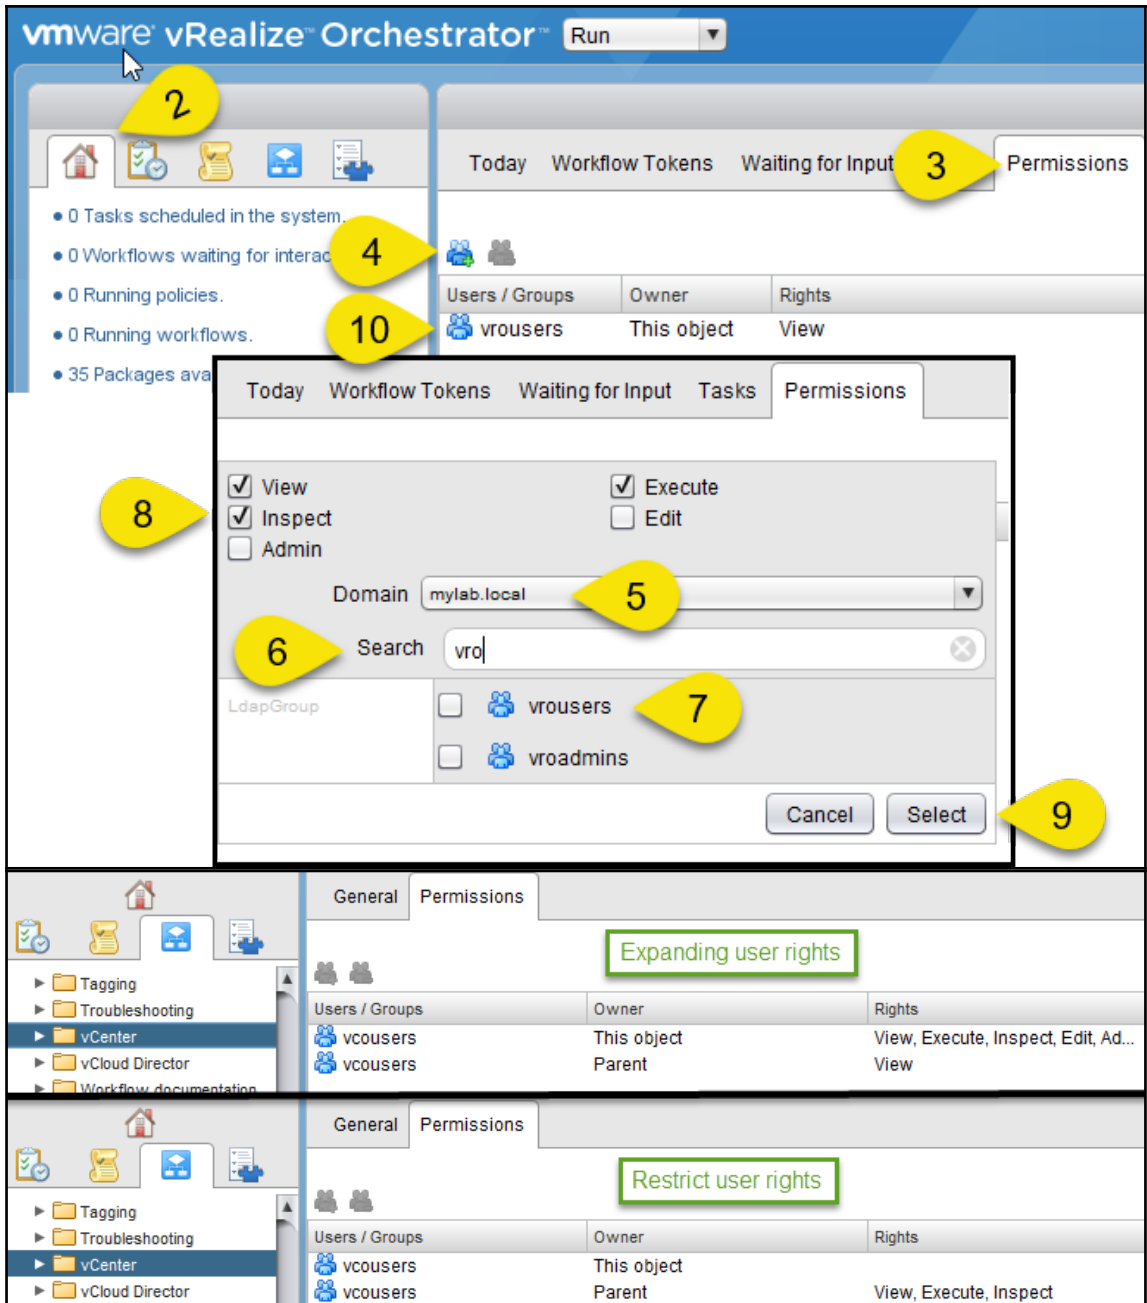 vmware vRealize™ Orchestrator™ Run
2
Today Workflow Tokens Waiting for Input 3 Permissions
0 Tasks scheduled in the system.
0 Workflows waiting for interac 4
0 Running policies.
Users / Groups Owner Rights
0 Running workflows. 10 vrousers This object View
35 Packages ava
Today Workflow Tokens Waiting for Input Tasks Permissions
View Execute
8 Inspect Edit
Admin
Domain mylab.local 5
6 Search vro
LdapGroup vrousers 7
vroadmins
Cancel Select 9
General Permissions
Expanding user rights
Tagging
Troubleshooting Users / Groups Owner Rights
vCenter vcousers This object View, Execute, Inspect, Edit, Ad...
vCloud Director vcousers Parent View
Workflow documentation
General Permissions
Restrict user rights
Tagging
Troubleshooting Users / Groups Owner Rights
vCenter vcousers This object
vCloud Director vcousers Parent View, Execute, Inspect